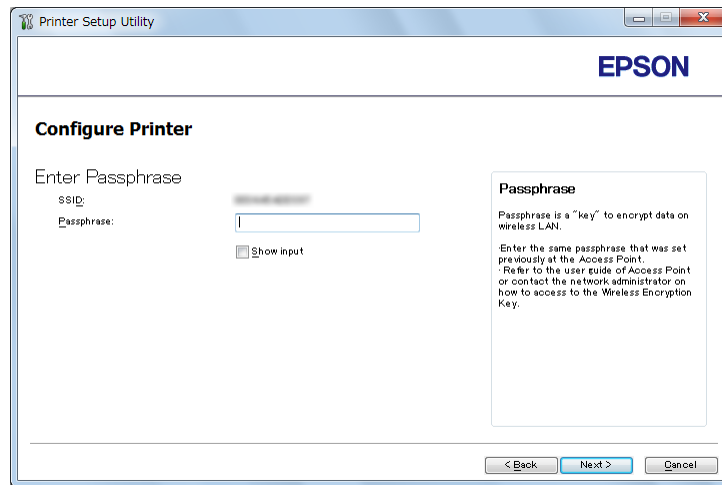 Printer Setup Utility
EPSON
Configure Printer
Enter Passphrase
SSID:
Passphrase:
Show input
Passphrase
Passphrase is a "key" to encrypt data on
wireless LAN.
·Enter the same passphrase that was set
previously at the Access Point.
· Refer to the user guide of Access Point
or contact the network administrator on
how to access to the Wireless Encryption
Key.
< Back
Next >
Cancel